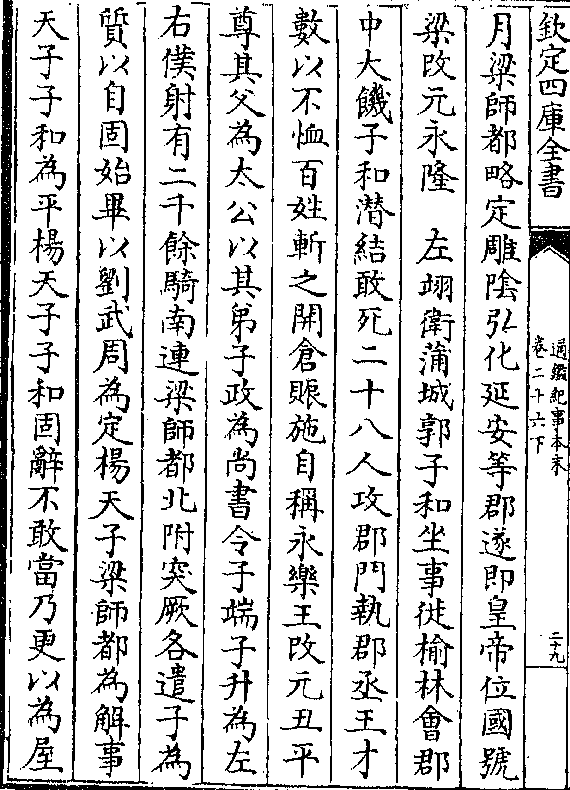 欽定四庫全書
通鑑紀事本末
卷二十六下
二十九
月梁師都略定雕陰弘化延安等郡遂即皇帝位國號
梁改元永隆　左翊衛蒲城郭子和坐事徙榆林會郡
中大饑子和潜結敢死二十八人攻郡門執郡丞王才
數以不恤百姓斬之開倉賑施自稱永樂王改元丑平
尊其父為太公以其弟子政為尚書令子端子升為左
右僕射有二千餘騎南連梁師都北附突厥各遣子為
質以自固始畢以劉武周為定楊天子梁師都為解事
天子子和為平楊天子子和固辭不敢當乃更以為屋